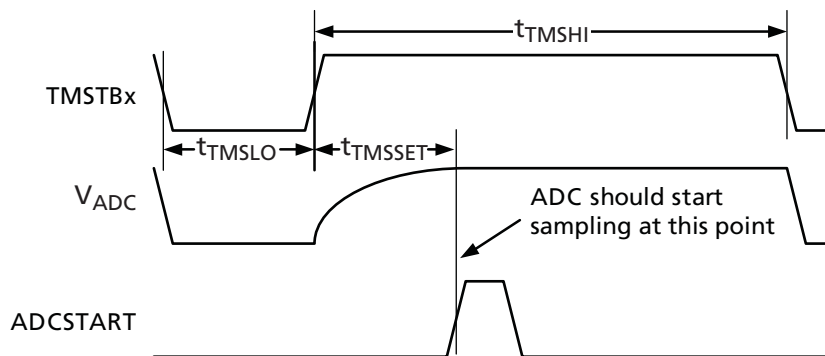 tTMSHI
TMSTBx
tTMSLO
tTMSSET
VADC
ADC should start
sampling at this point
ADCSTART